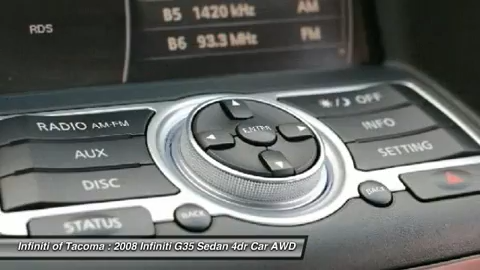 RDS
B5 1420 kHz AM
B6 93.3 MHz FM
RADIO AM-FM
AUX
DISC
STATUS
BACK
ENTER
OFF
INFO
SETTING
BACK
Infiniti of Tacoma : 2008 Infiniti G35 Sedan 4dr Car AWD